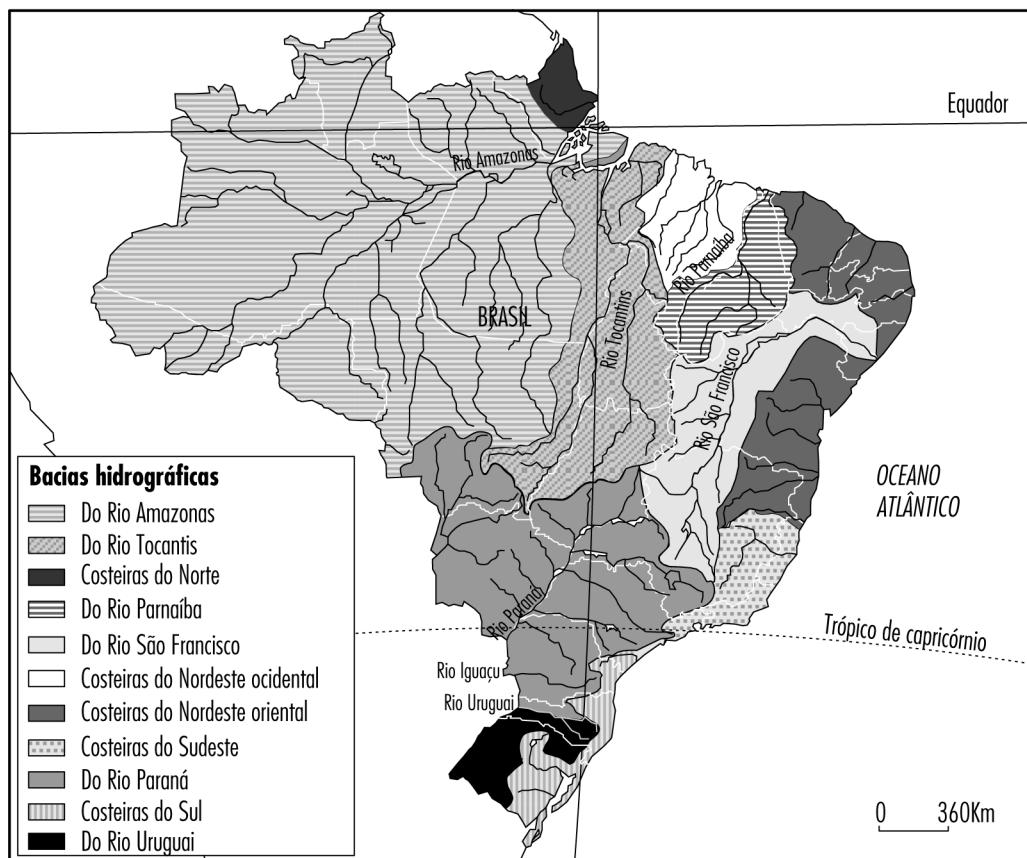 Equador
Rio Amazonas
Rio Parnaíba
BRASIL
Rio Tocantins
Rio São Francisco
OCEANO
ATLÂNTICO
Rio Paraná
Trópico de capricórnio
Rio Iguaçu
Rio Uruguai
Bacias hidrográficas
Do Rio Amazonas
Do Rio Tocantis
Costeiras do Norte
Do Rio Parnaíba
Do Rio São Francisco
Costeiras do Nordeste ocidental
Costeiras do Nordeste oriental
Costeiras do Sudeste
Do Rio Paraná
Costeiras do Sul
Do Rio Uruguai
0 360Km